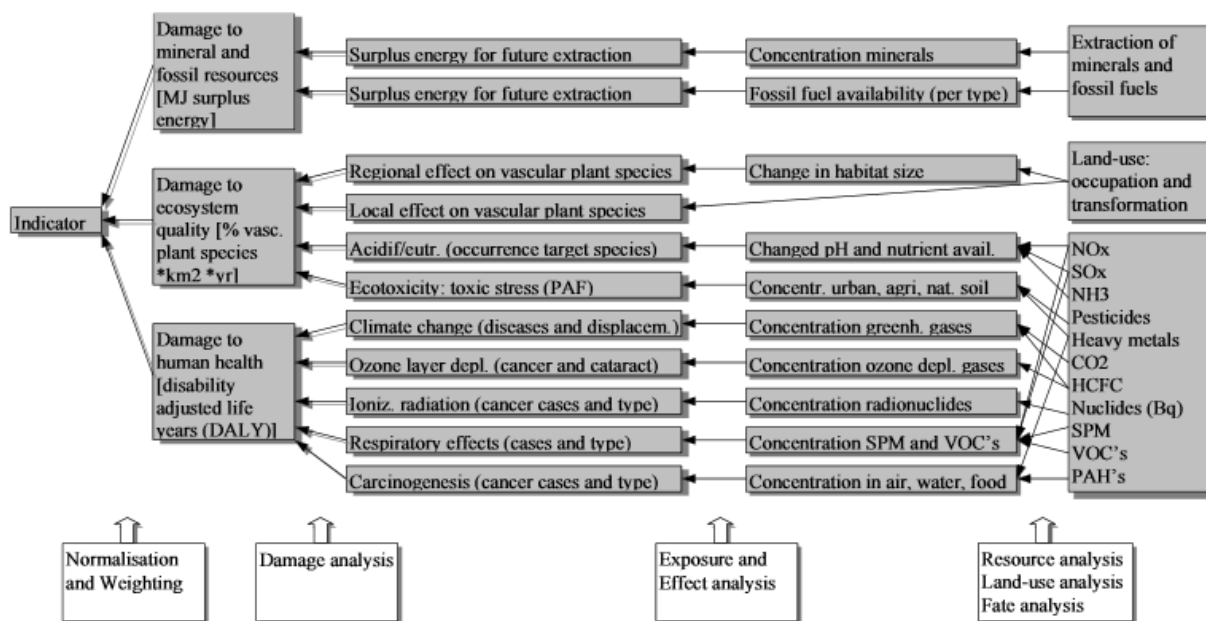 Damage to
mineral and
fossil resources
[MJ surplus
energy]
Surplus energy for future extraction
Concentration minerals
Extraction of
minerals and
fossil fuels
Surplus energy for future extraction
Fossil fuel availability (per type)
Indicator
Damage to
ecosystem
quality [% vasc.
plant species
*km2 *yr]
Regional effect on vascular plant species
Change in habitat size
Land-use:
occupation and
transformation
Local effect on vascular plant species
Acidif/eutr. (occurrence target species)
Changed pH and nutrient avail.
Ecotoxicity: toxic stress (PAF)
Concentr. urban, agri, nat. soil
Damage to
human health
[disability
adjusted life
years (DALY)]
Climate change (diseases and displacem.)
Concentration greenh. gases
Ozone layer depl. (cancer and cataract)
Concentration ozone depl. gases
Ioniz. radiation (cancer cases and type)
Concentration radionuclides
Respiratory effects (cases and type)
Concentration SPM and VOC's
Carcinogenesis (cancer cases and type)
Concentration in air, water, food
NOx
SOx
NH3
Pesticides
Heavy metals
CO2
HCFC
Nuclides (Bq)
SPM
VOC's
PAH's
Normalisation
and Weighting
Damage analysis
Exposure and
Effect analysis
Resource analysis
Land-use analysis
Fate analysis